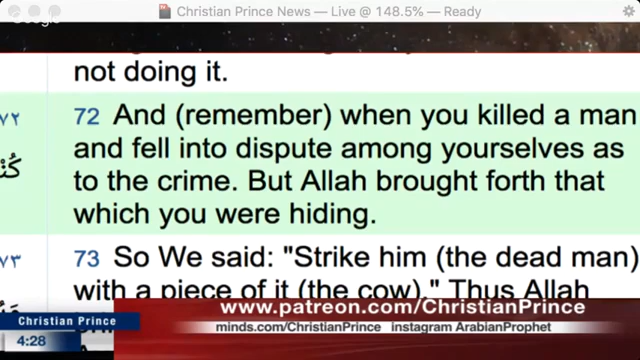 Christian Prince News — Live @ 148.5% — Ready
Google
not doing it.
72 And (remember) when you killed a man
and fell into dispute among yourselves as
to the crime. But Allah brought forth that
which you were hiding.
٧٢
73 So We said: "Strike him (the dead man)
with a piece of it (the cow)." Thus Allah
٧٣
www.patreon.com/ChristianPrince
Christian Prince
minds.com/ChristianPrince instagram ArabianProphet
4:28